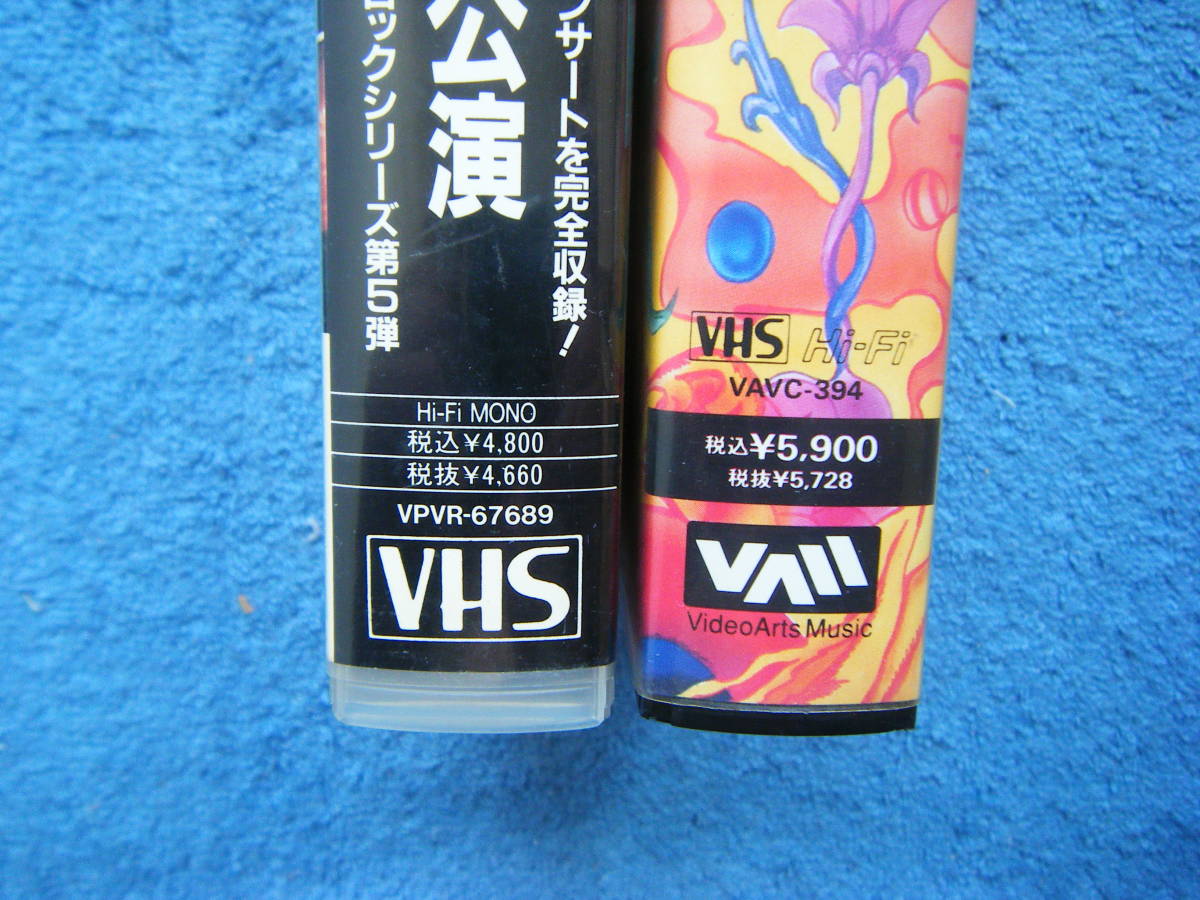 ンサートを完全収録!
公演
ロックシリーズ第5弾
Hi-Fi MONO
税込¥4,800
税抜¥4,660
VPVR-67689
VHS
VHS Hi-Fi
VAVC-394
税込¥5,900
税抜¥5,728
VAM
VideoArts Music